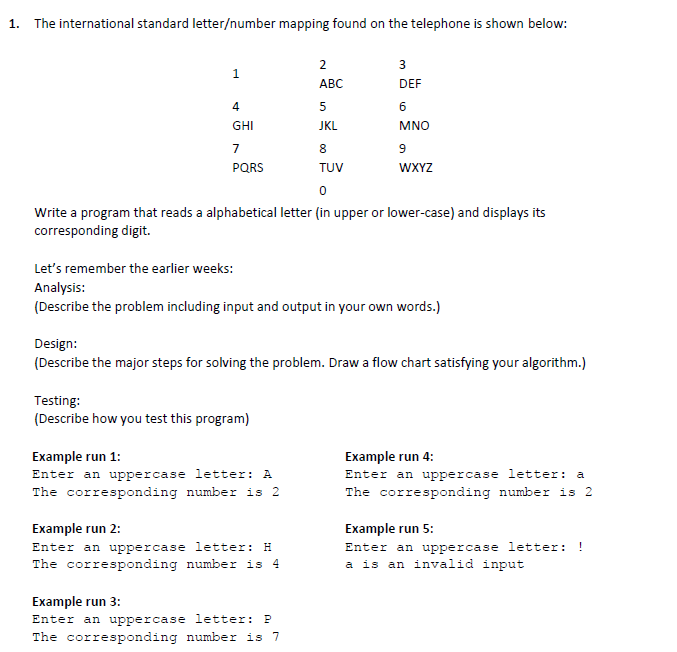 1. The international standard letter/number mapping found on the telephone is shown below:
1 2 3
ABC DEF
4 5 6
GHI JKL MNO
7 8 9
PQRS TUV WXYZ
0
Write a program that reads a alphabetical letter (in upper or lower-case) and displays its
corresponding digit.
Let's remember the earlier weeks:
Analysis:
(Describe the problem including input and output in your own words.)
Design:
(Describe the major steps for solving the problem. Draw a flow chart satisfying your algorithm.)
Testing:
(Describe how you test this program)
Example run 1:
Enter an uppercase letter: A
The corresponding number is 2
Example run 2:
Enter an uppercase letter: H
The corresponding number is 4
Example run 3:
Enter an uppercase letter: P
The corresponding number is 7
Example run 4:
Enter an uppercase letter: a
The corresponding number is 2
Example run 5:
Enter an uppercase letter: !
a is an invalid input